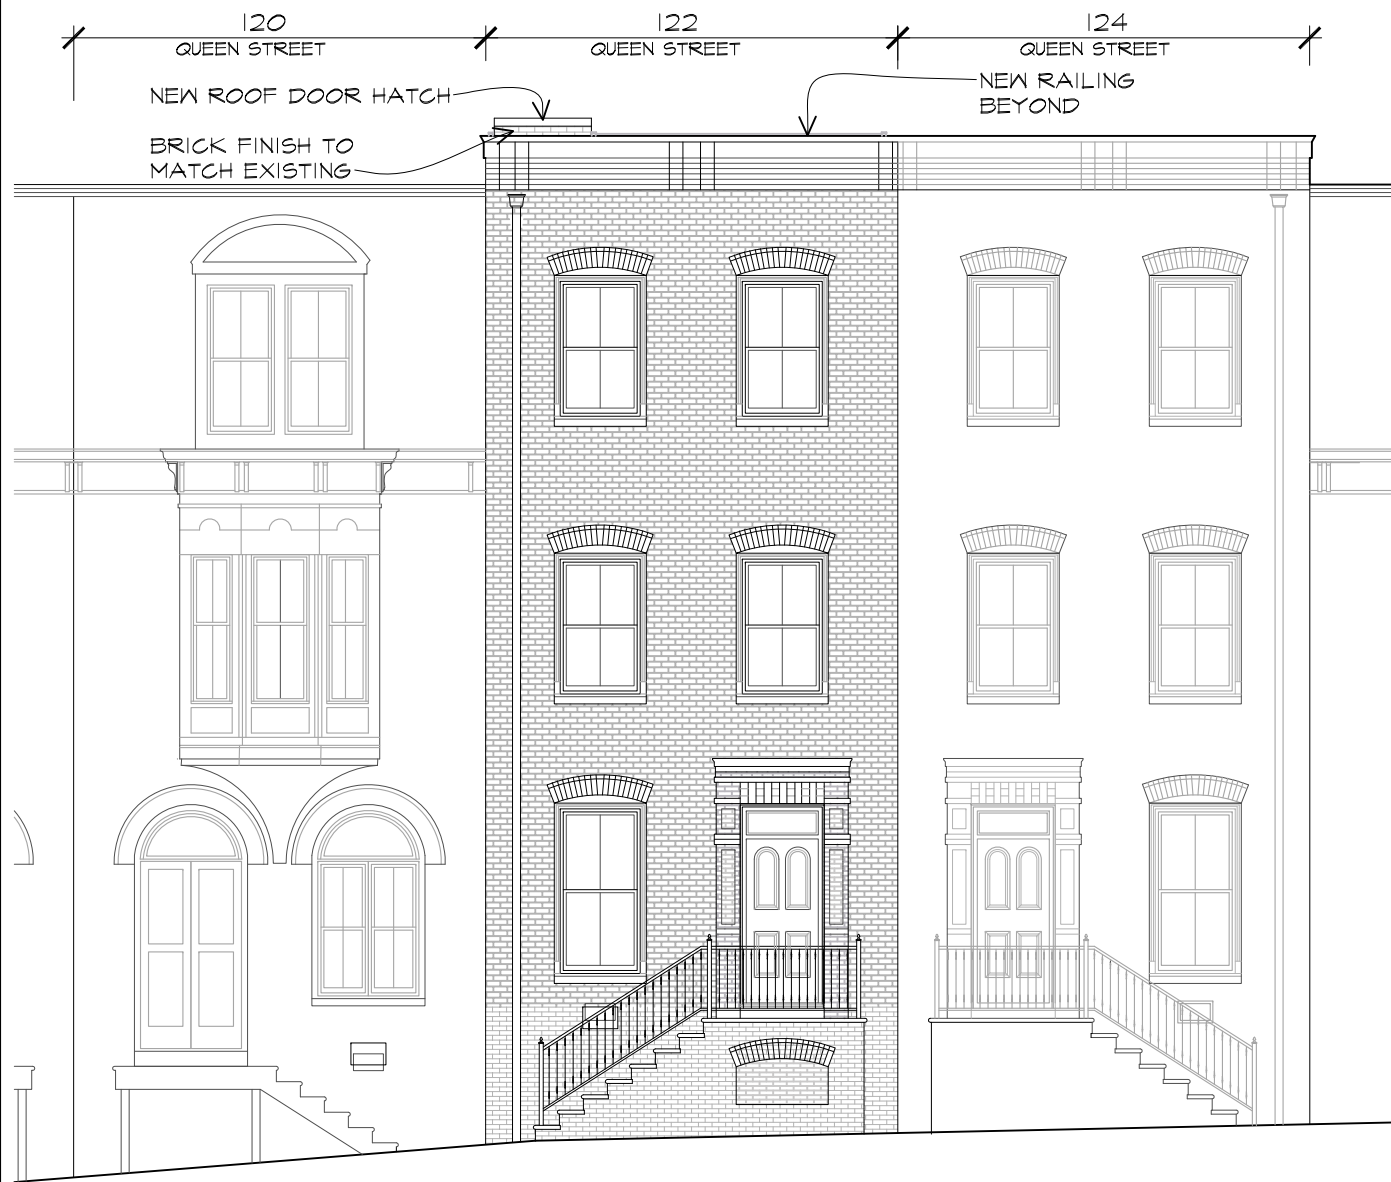 120
QUEEN STREET
122
QUEEN STREET
124
QUEEN STREET
NEW ROOF DOOR HATCH
NEW RAILING
BEYOND
BRICK FINISH TO
MATCH EXISTING